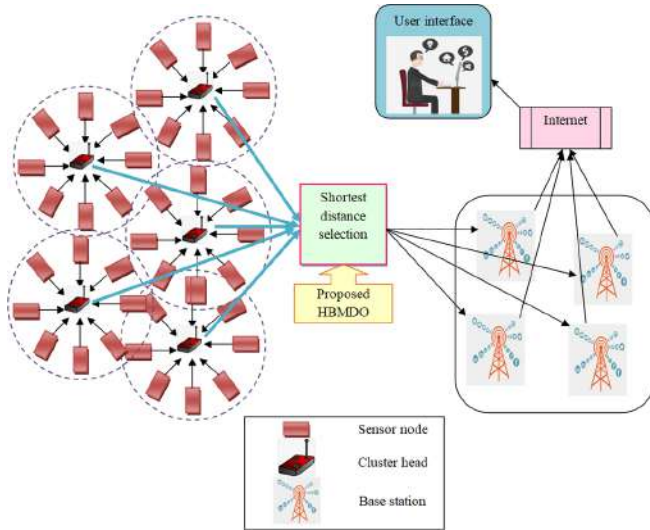 User interface
Internet
Shortest
distance
selection
Proposed
HBMDO
Sensor node
Cluster head
Base station